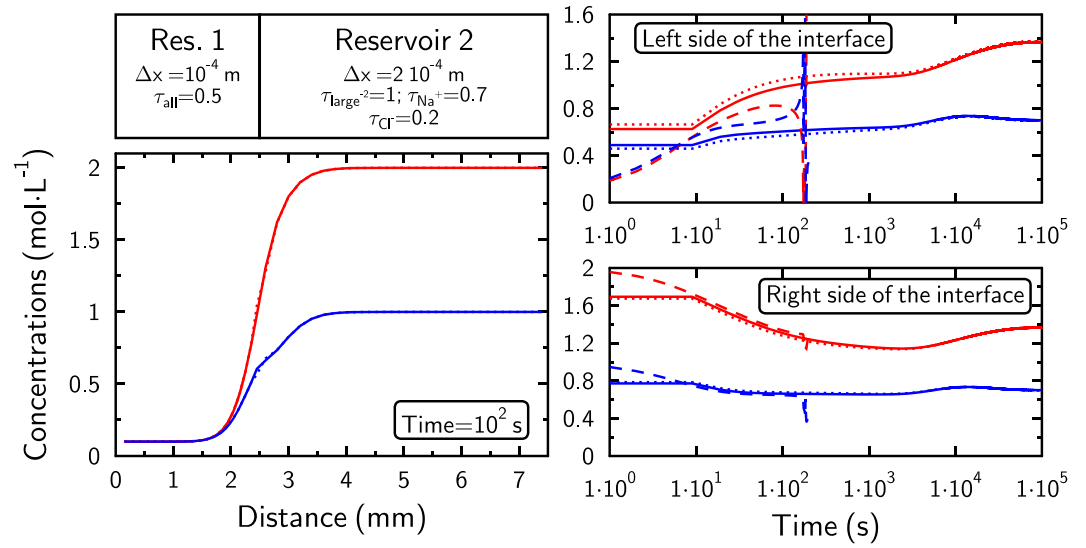 Res. 1
Δx =10⁻⁴ m
τall=0.5
Reservoir 2
Δx =2 10⁻⁴ m
τlarge⁻²=1; τNa⁺=0.7
τCl⁻=0.2
Concentrations (mol·L⁻¹)
2
1.5
1
0.5
0
0 1 2 3 4 5 6 7
Distance (mm)
Time=10² s
Left side of the interface
1.6
1.2
0.8
0.4
0
1·10⁰ 1·10¹ 1·10² 1·10³ 1·10⁴ 1·10⁵
Right side of the interface
2
1.6
1.2
0.8
0.4
0
1·10⁰ 1·10¹ 1·10² 1·10³ 1·10⁴ 1·10⁵
Time (s)